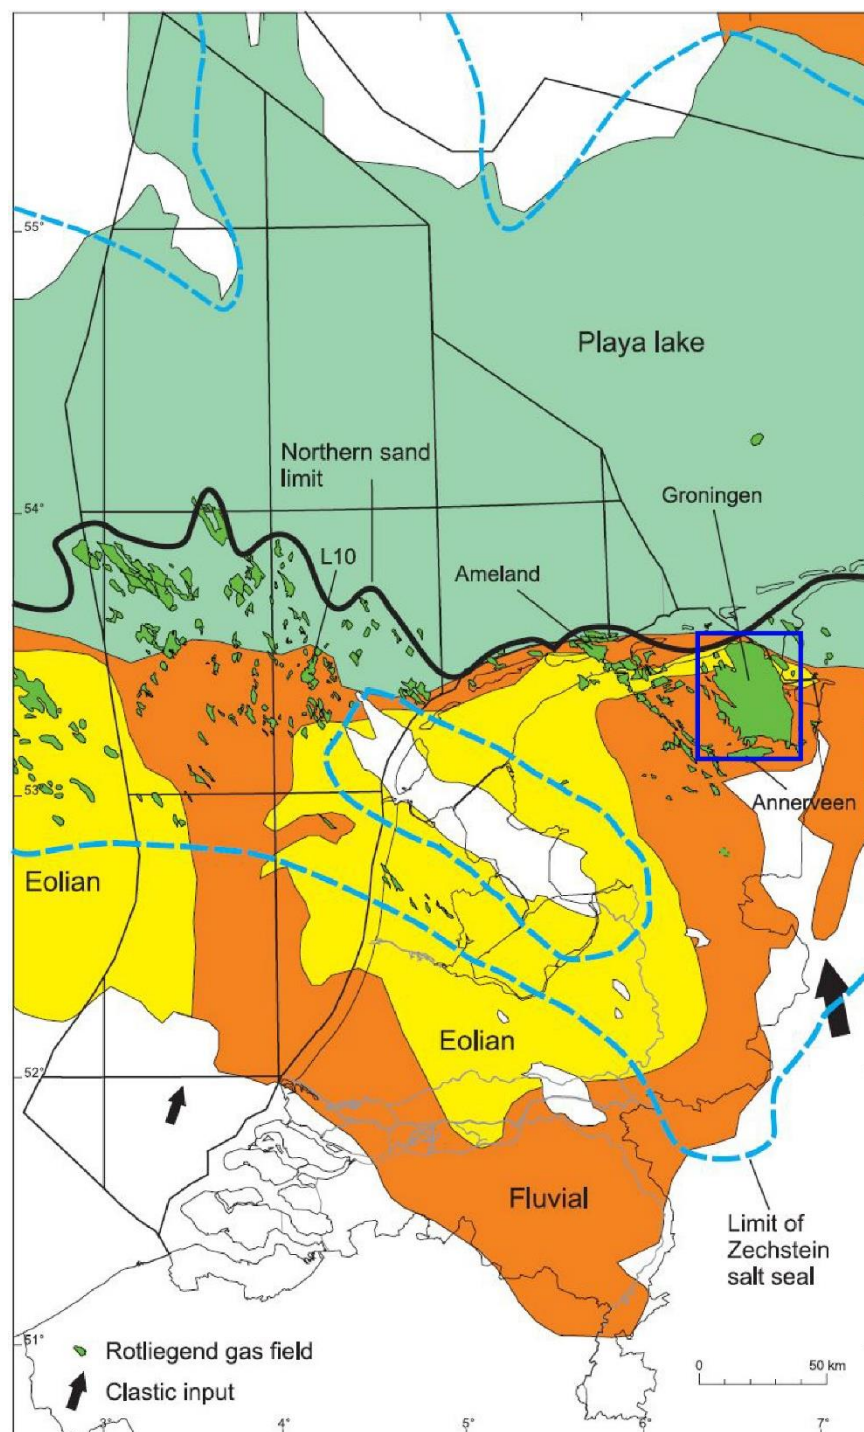 55°
Playa lake
Northern sand
limit
Groningen
54°
L10
Ameland
53°
Annerveen
Eolian
Eolian
52°
Fluvial
Limit of
Zechstein
salt seal
51°
Rotliegend gas field
0 50 km
Clastic input
3° 4° 5° 6° 7°